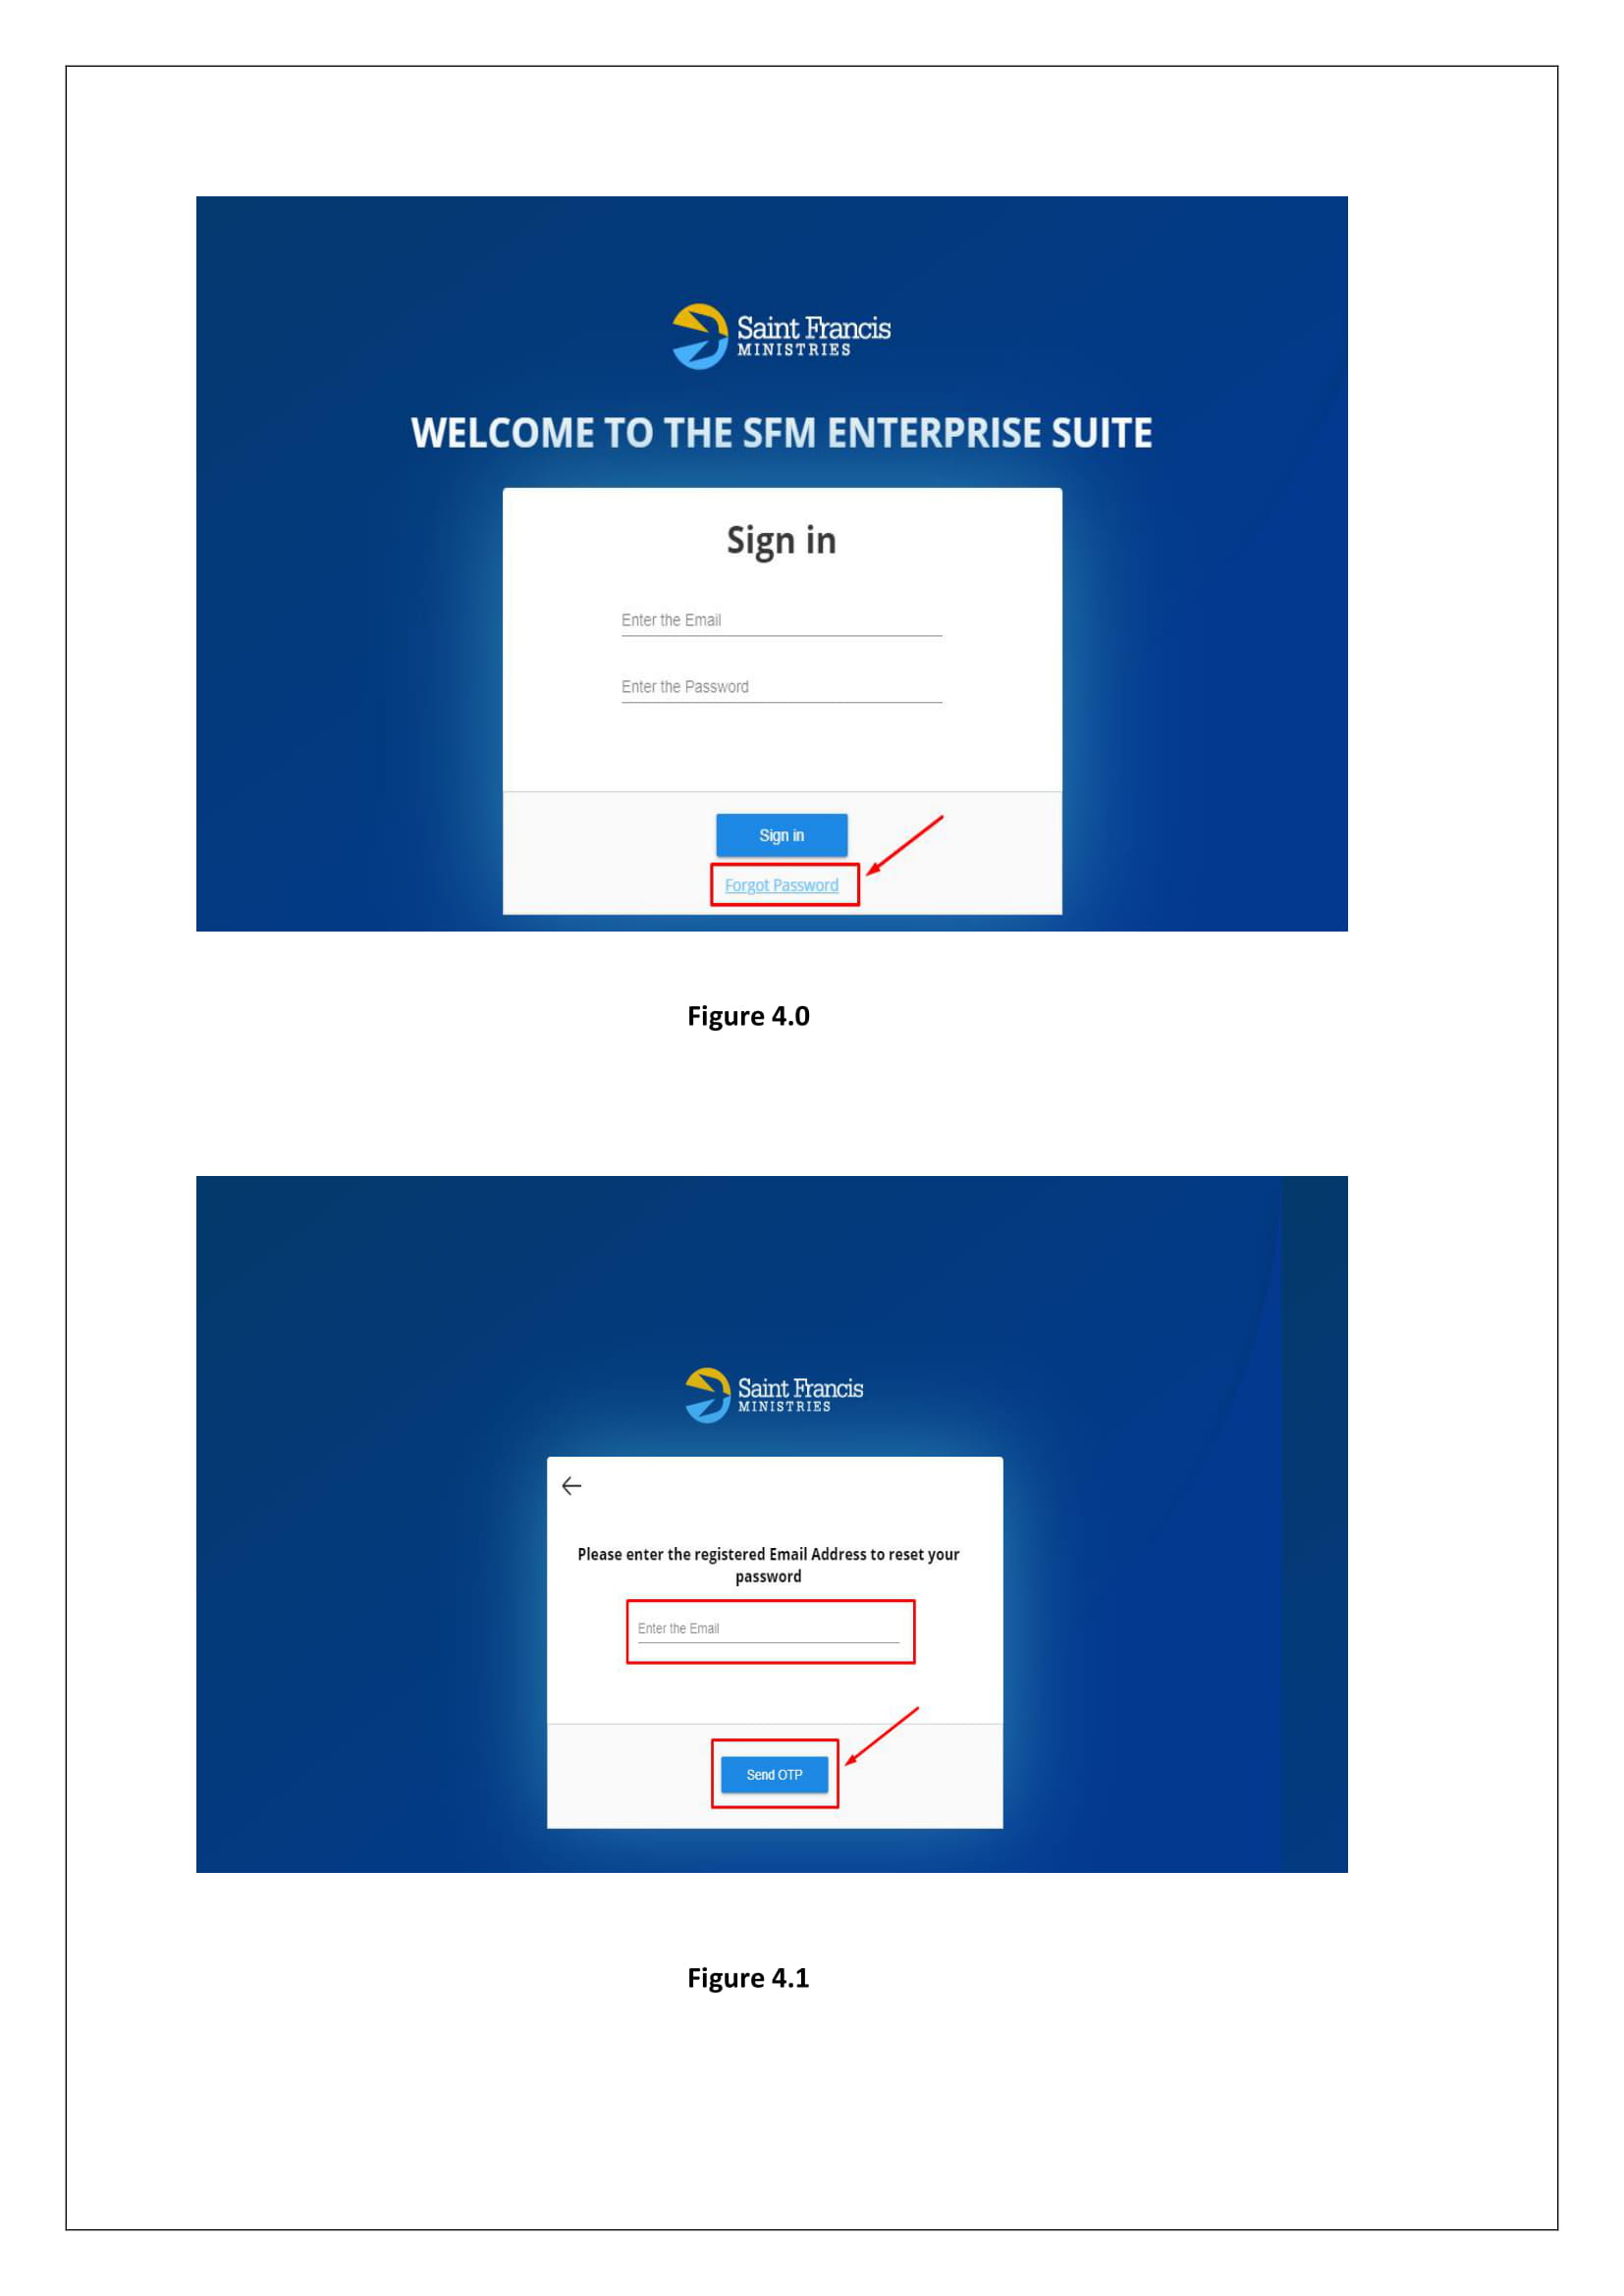 Saint Francis
MINISTRIES
WELCOME TO THE SFM ENTERPRISE SUITE
Sign in
Enter the Email
Enter the Password
Sign in
Forgot Password
Figure 4.0
Saint Francis
MINISTRIES
Please enter the registered Email Address to reset your
password
Enter the Email
Send OTP
Figure 4.1